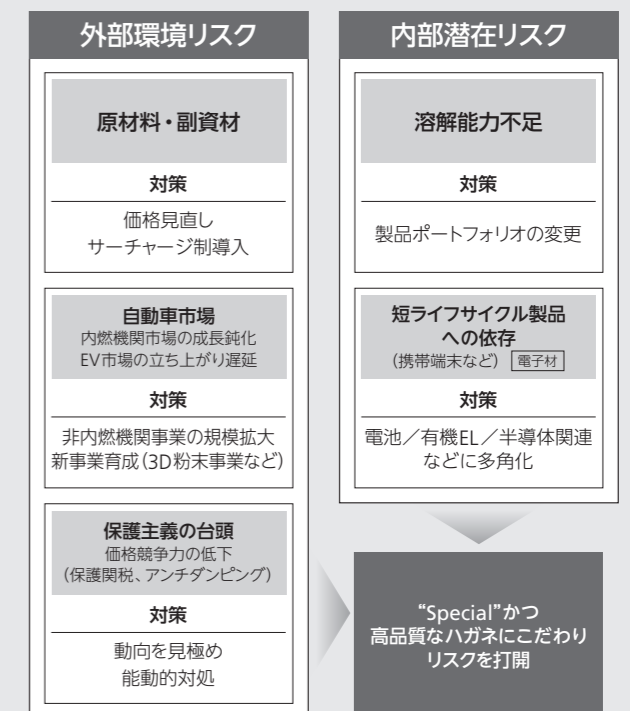 外部環境リスク
原材料・副資材
対策
価格見直し
サーチャージ制導入
自動車市場
内燃機関市場の成長鈍化
EV市場の立ち上がり遅延
対策
非内燃機関事業の規模拡大
新事業育成(3D粉末事業など)
保護主義の台頭
価格競争力の低下
(保護関税、アンチダンピング)
対策
動向を見極め
能動的対処
内部潜在リスク
溶解能力不足
対策
製品ポートフォリオの変更
短ライフサイクル製品
への依存
(携帯端末など) 電子材
対策
電池／有機EL／半導体関連
などに多角化
“Special”かつ
高品質なハガネにこだわり
リスクを打開